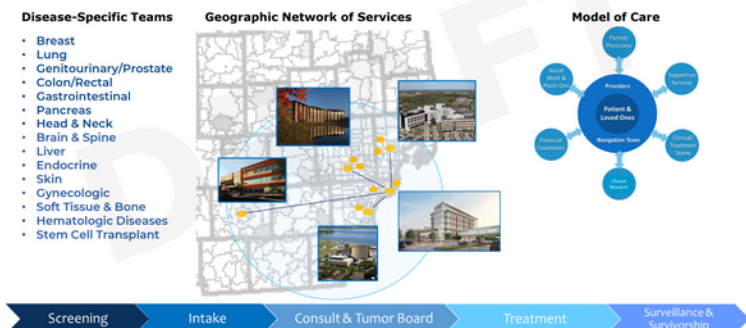 Disease-Specific Teams
Breast
Lung
Genitourinary/Prostate
Colon/Rectal
Gastrointestinal
Pancreas
Head & Neck
Brain & Spine
Liver
Endocrine
Skin
Gynecologic
Soft Tissue & Bone
Hematologic Diseases
Stem Cell Transplant
Geographic Network of Services
Model of Care
Partner
Physicians
Social
Work &
Psych Onc
Supportive
Services
Providers
Patient &
Loved Ones
Navigation Team
Financial
Counselors
Clinical/
Treatment
Teams
Clinical
Research
Screening
Intake
Consult & Tumor Board
Treatment
Surveillance &
Survivorship
DRAFT